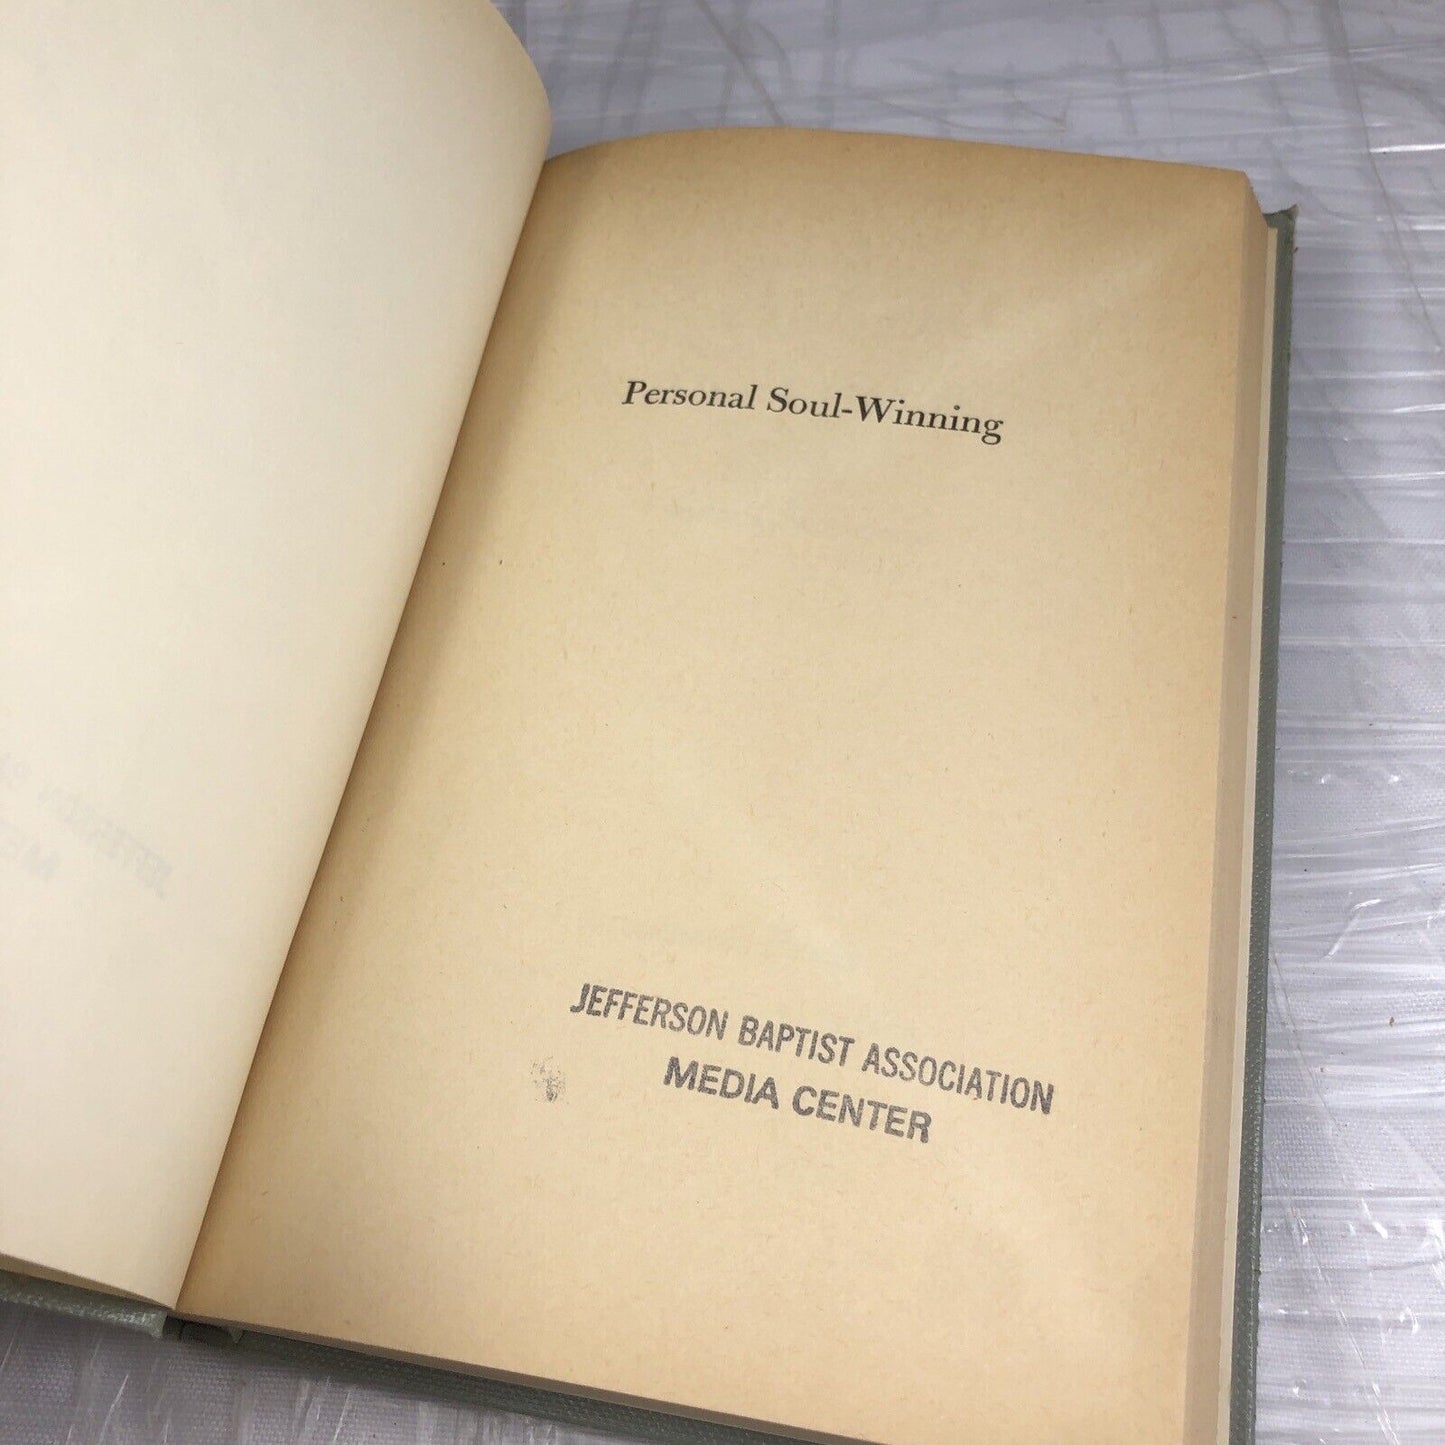 Personal Soul-Winning
JEFFERSON BAPTIST ASSOCIATION
MEDIA CENTER